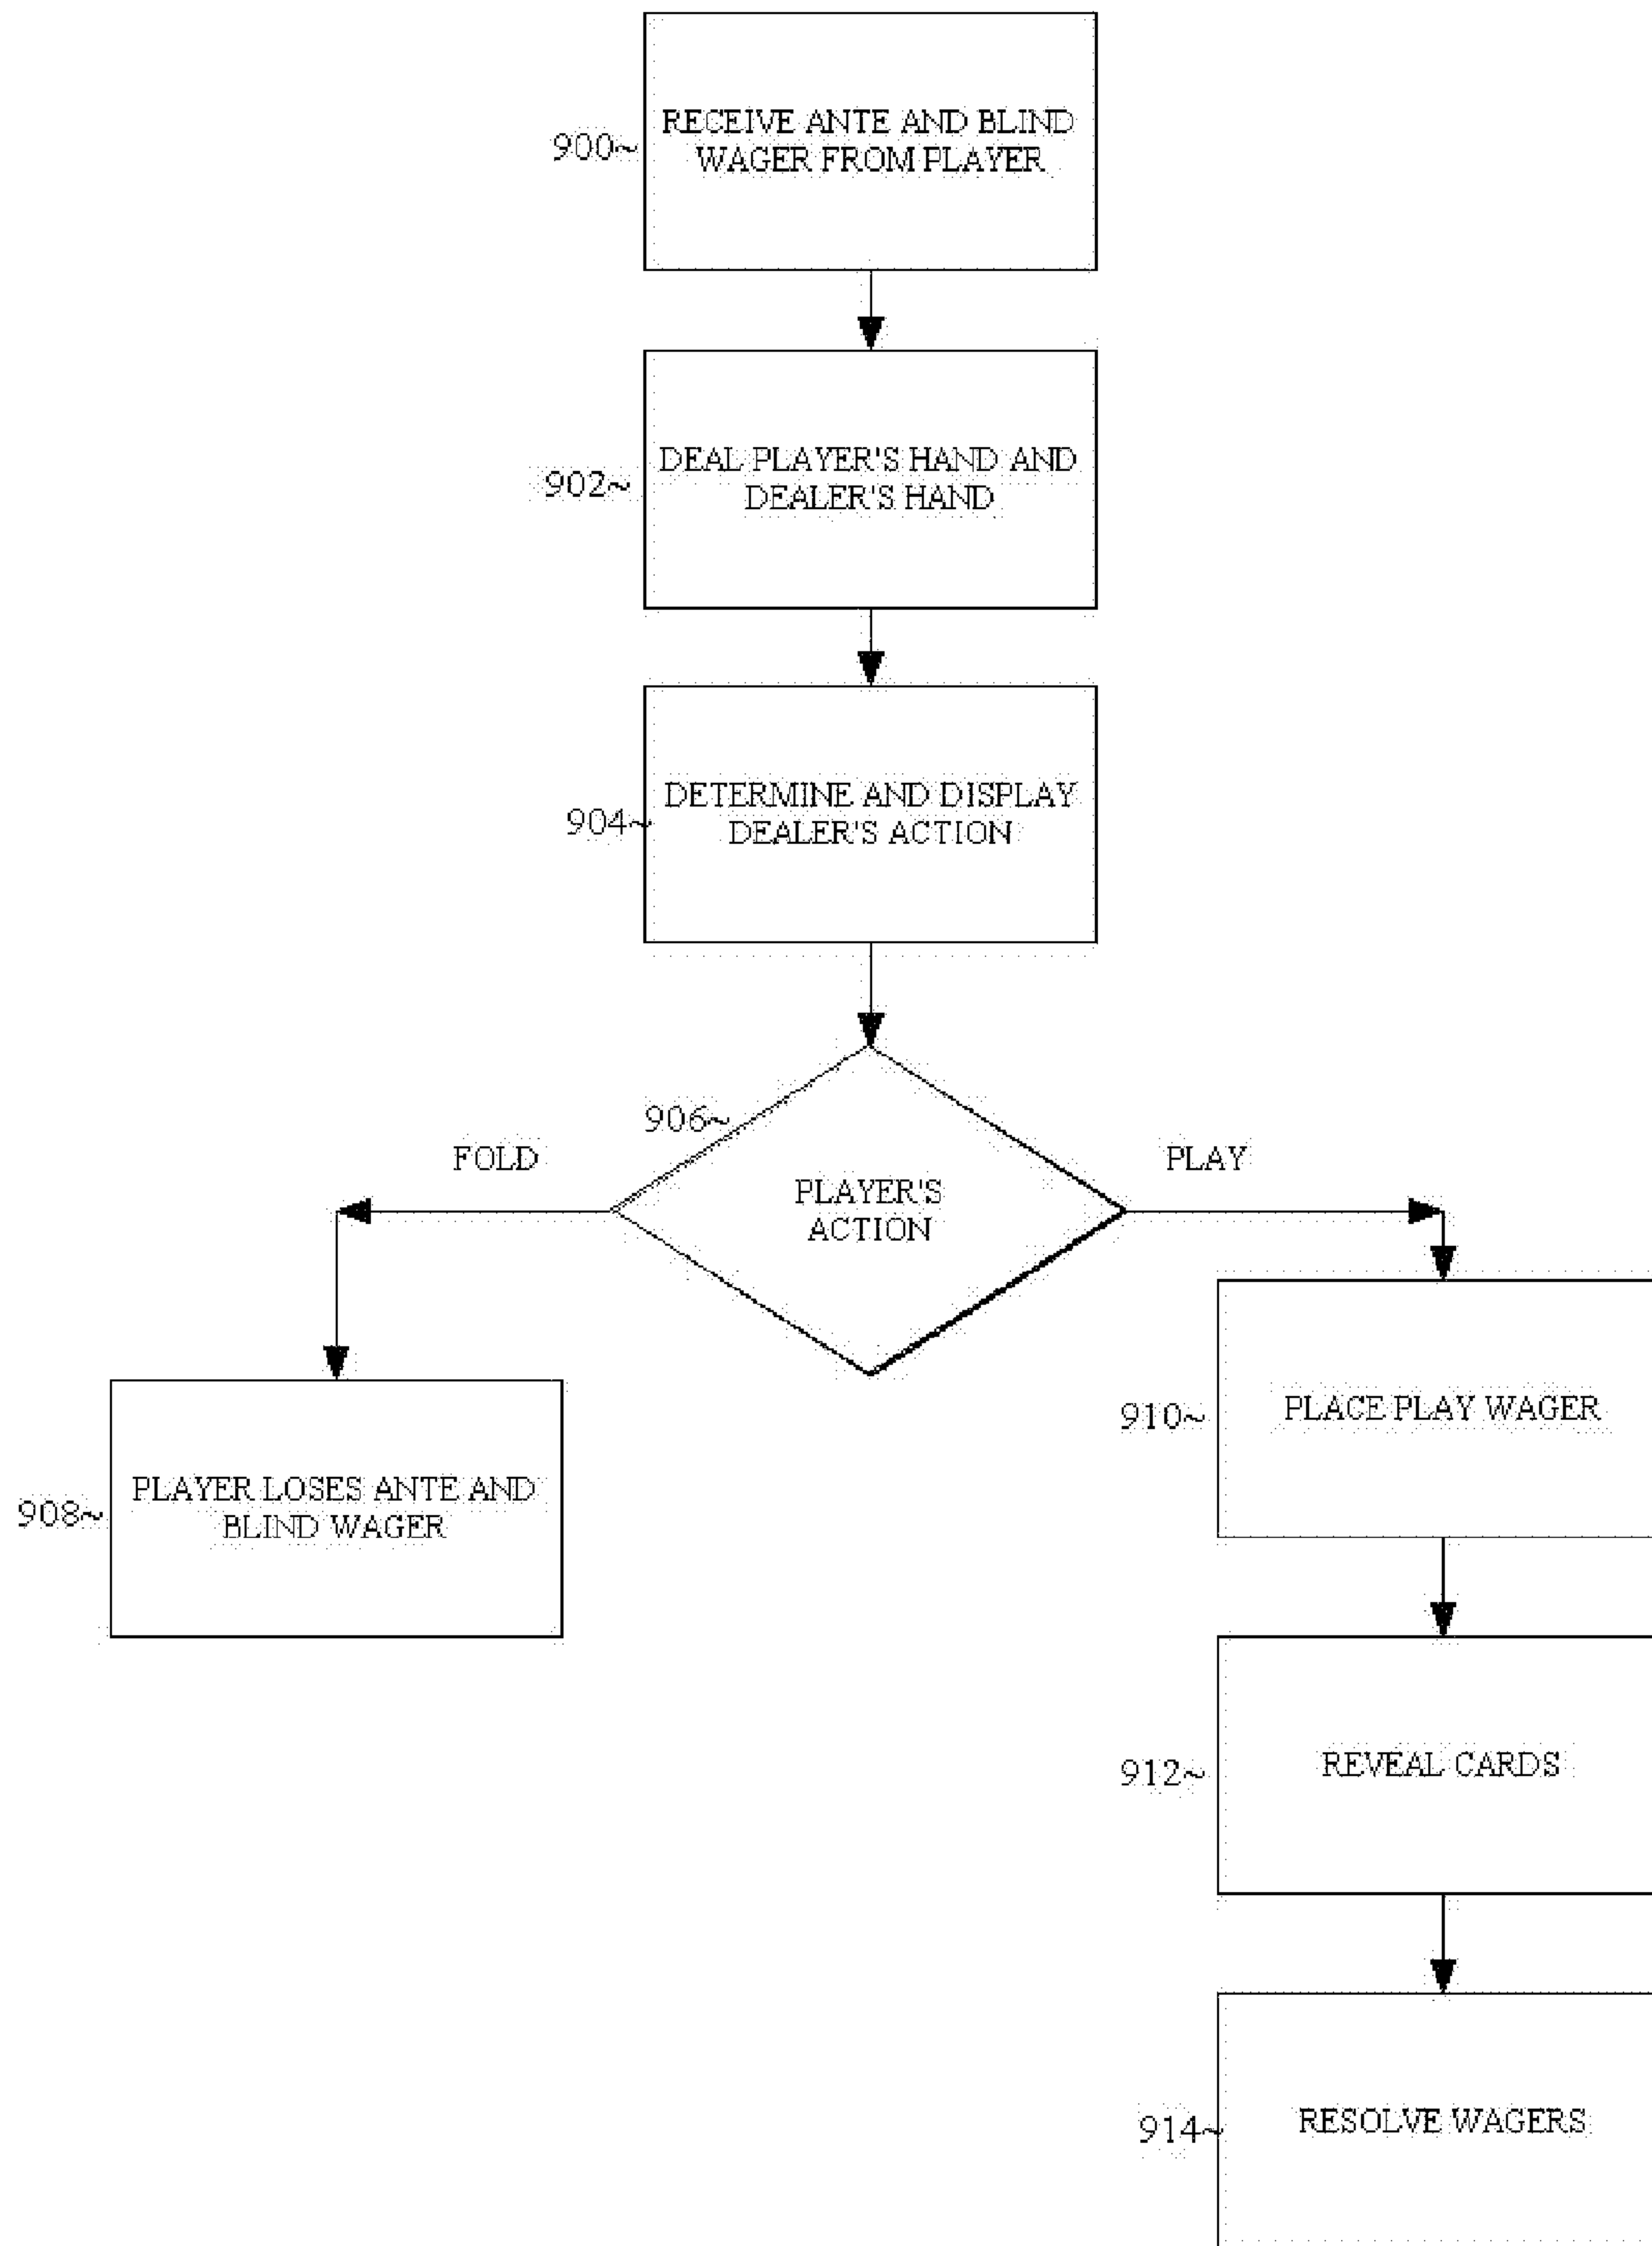 900~
RECEIVE ANTE AND BLIND
WAGER FROM PLAYER
902~
DEAL PLAYER'S HAND AND
DEALER'S HAND
904~
DETERMINE AND DISPLAY
DEALER'S ACTION
906~
FOLD
PLAYER'S
ACTION
PLAY
908~
PLAYER LOSES ANTE AND
BLIND WAGER
910~
PLACE PLAY WAGER
912~
REVEAL CARDS
914~
RESOLVE WAGERS